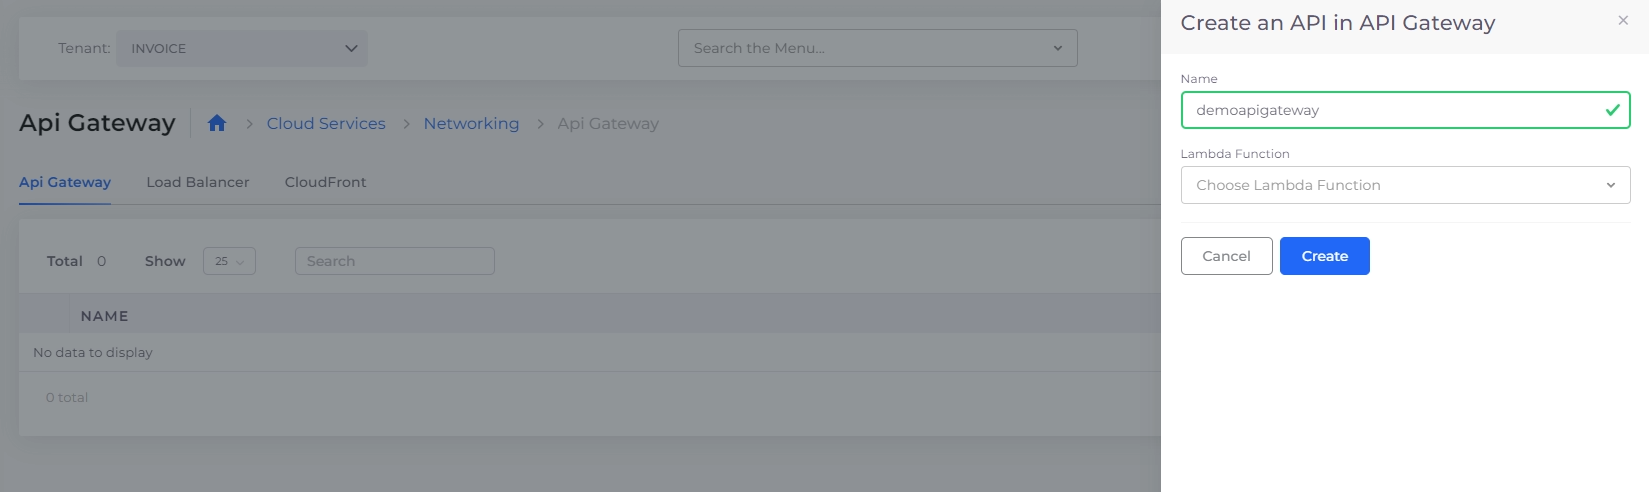 Tenant: INVOICE
Search the Menu...
Api Gateway
Cloud Services
Networking
Api Gateway
Api Gateway
Load Balancer
CloudFront
Total 0 Show 25 Search
NAME
No data to display
0 total
Create an API in API Gateway
Name
demoapigateway
Lambda Function
Choose Lambda Function
Cancel
Create